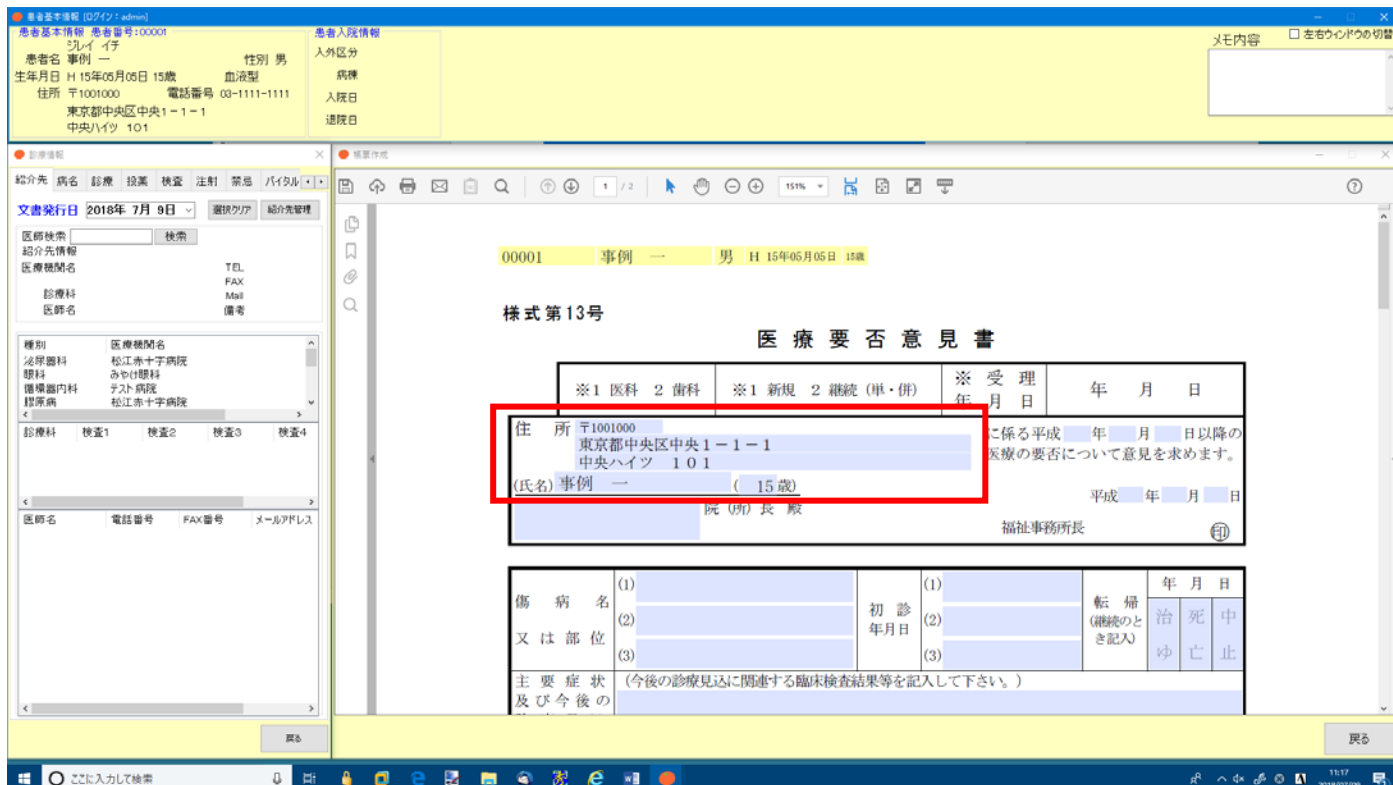 患者基本情報 [ログイン：admin]
患者基本情報 患者番号:00001
ジレイ イチ
患者名 事例 一 性別 男
生年月日 H 15年05月05日 15歳 血液型
住所 〒1001000 電話番号 03-1111-1111
東京都中央区中央1－1－1
中央ハイツ 101
患者入院情報
入外区分
病棟
入院日
退院日
メモ内容
左右ウィンドウの切替
診療情報
紹介先 病名 診療 投薬 検査 注射 禁忌 バイタル
文書発行日 2018年 7月 9日 選択クリア 紹介先管理
医師検索 検索
紹介先情報
医療機関名 TEL
FAX
診療科 Mail
医師名 備考
種別 医療機関名
泌尿器科 松江赤十字病院
眼科 みやけ眼科
循環器内科 テスト病院
膠原病 松江赤十字病院
診療科 検査1 検査2 検査3 検査4
医師名 電話番号 FAX番号 メールアドレス
戻る
帳票作成
1 / 2 151%
00001 事例 一 男 H 15年05月05日 15歳
様式第13号
医療要否意見書
※1 医科 2 歯科 ※1 新規 2 継続（単・併） ※ 受 理 年 月 日
年 月 日
住 所 〒1001000
東京都中央区中央1－1－1
中央ハイツ 101
(氏名) 事例 一 ( 15 歳)
院（所）長 殿
に係る平成 年 月 日以降の
医療の要否について意見を求めます。
平成 年 月 日
福祉事務所長 印
傷 病 名
又 は 部 位
(1)
(2)
(3)
初 診
年月日
(1)
(2)
(3)
転 帰
(継続のと
き記入)
年 月 日
治 死 中
ゆ 亡 止
主 要 症 状 （今後の診療見込に関連する臨床検査結果等を記入して下さい。）
及 び 今 後 の
戻る
ここに入力して検索
11:17